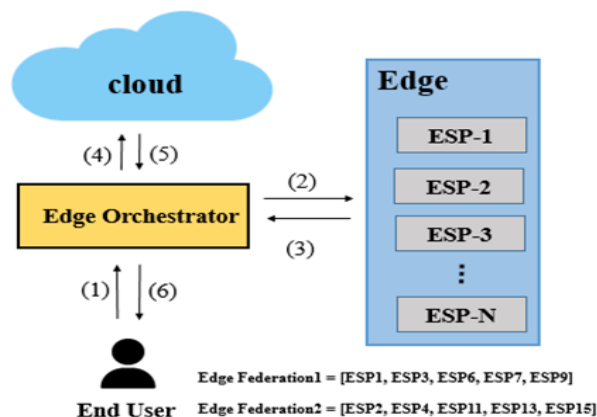 cloud
Edge
ESP-1
ESP-2
ESP-3
ESP-N
(4)
(5)
Edge Orchestrator
(2)
(3)
(1)
(6)
End User
Edge Federation1 = [ESP1, ESP3, ESP6, ESP7, ESP9]
Edge Federation2 = [ESP2, ESP4, ESP11, ESP13, ESP15]